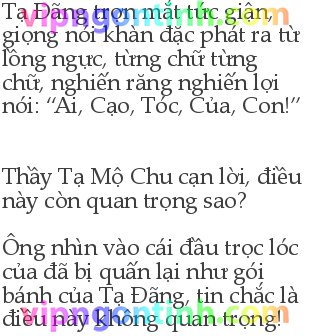 Tạ Đãng trợn mắt tức giận,
vipngontinh.com
giọng nói khàn đặc phát ra từ
lồng ngực, từng chữ từng
chữ, nghiến răng nghiến lợi
nói: “Ai, Cạo, Tóc, Của, Con!”
Thầy Tạ Mộ Chu cạn lời, điều
này còn quan trọng sao?
Ông nhìn vào cái đầu trọc lóc
của đã bị quấn lại như gói
bánh của Tạ Đãng, tin chắc là
điều này không quan trọng!
vipngontinh.com